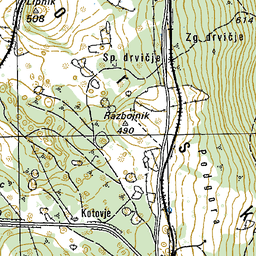 Lipnik
508
614
Zg. drvičje
Sp. drvičje
Razbojnik
490
S
Podgora
K
Kotovje